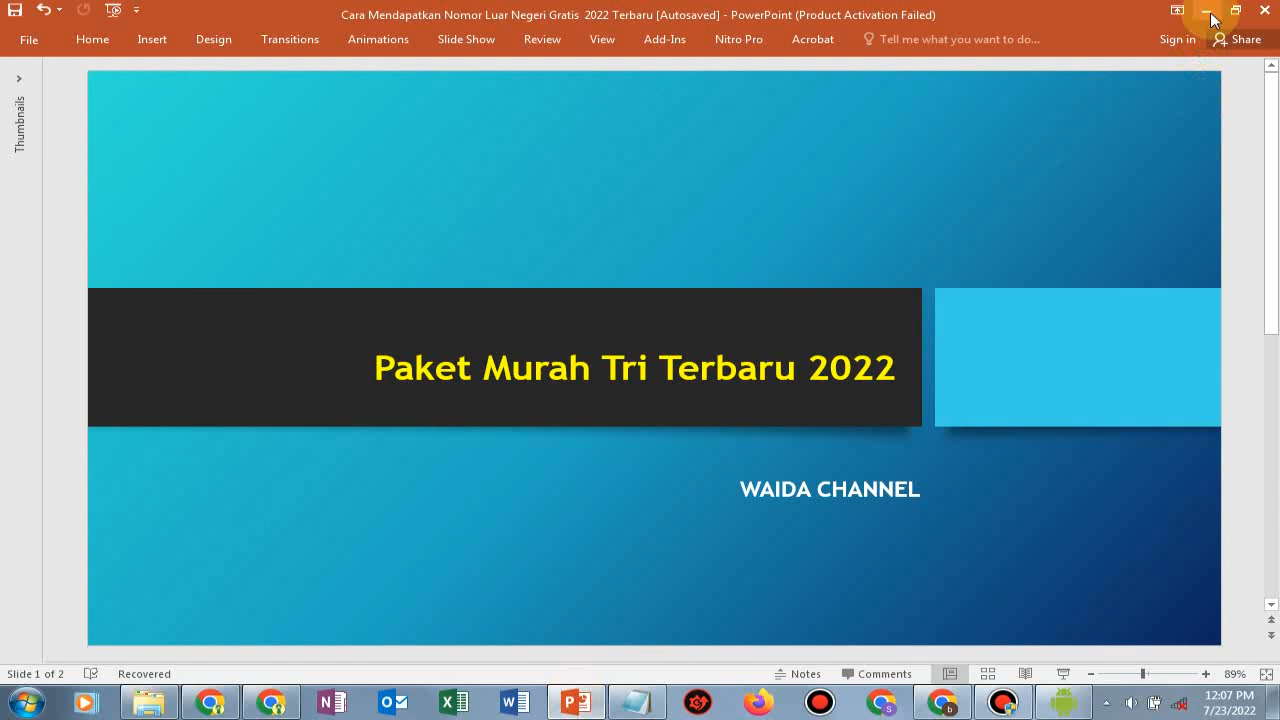 Cara Mendapatkan Nomor Luar Negeri Gratis 2022 Terbaru [Autosaved] - PowerPoint (Product Activation Failed)
File Home Insert Design Transitions Animations Slide Show Review View Add-Ins Nitro Pro Acrobat Tell me what you want to do... Sign in Share
Thumbnails
Paket Murah Tri Terbaru 2022
WAIDA CHANNEL
Slide 1 of 2 Recovered Notes Comments 89%
12:07 PM
7/23/2022